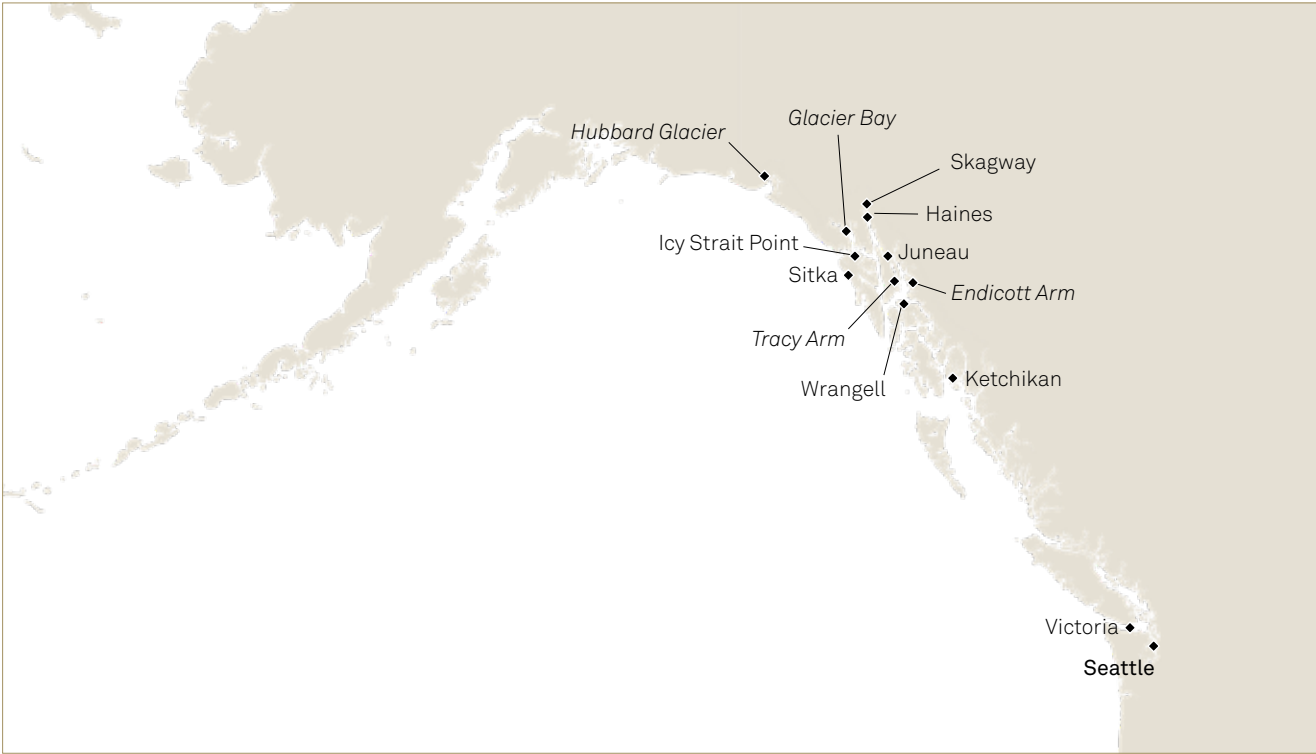 Glacier Bay
Hubbard Glacier
Skagway
Haines
Icy Strait Point
Juneau
Sitka
Endicott Arm
Tracy Arm
Wrangell
Ketchikan
Victoria
Seattle